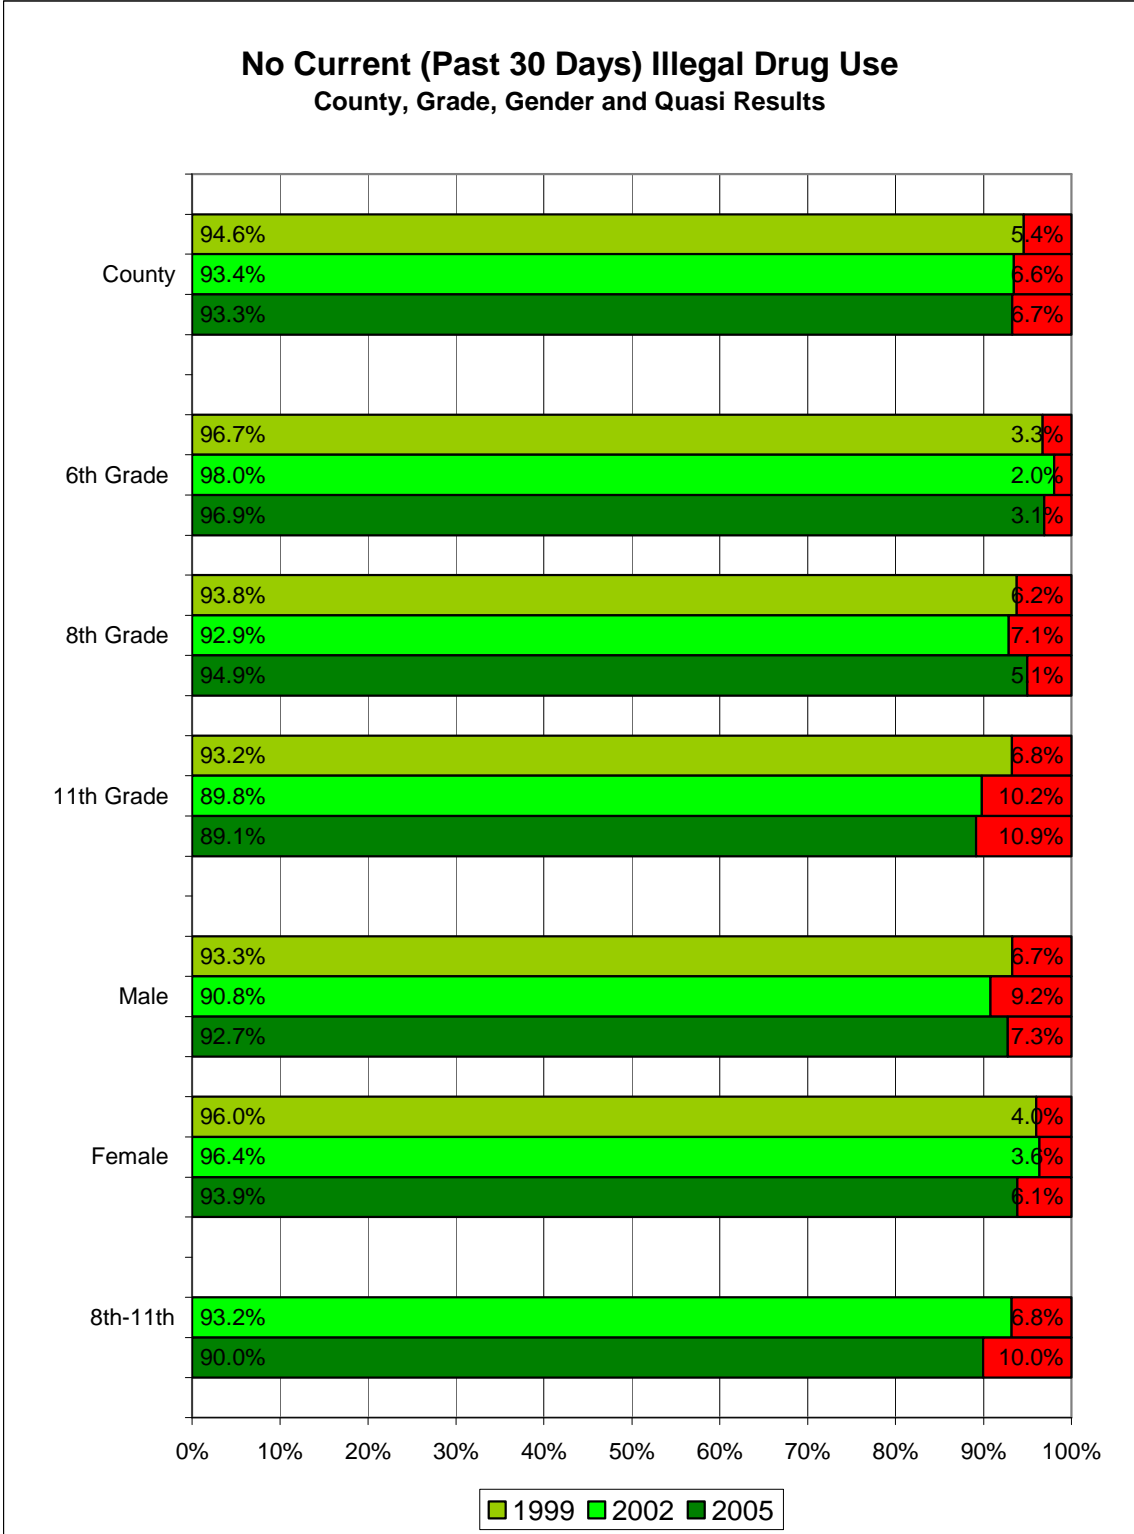 No Current (Past 30 Days) Illegal Drug Use
County, Grade, Gender and Quasi Results
94.6% 5.4%
County 93.4% 6.6%
93.3% 6.7%
96.7% 3.3%
6th Grade 98.0% 2.0%
96.9% 3.1%
93.8% 6.2%
8th Grade 92.9% 7.1%
94.9% 5.1%
93.2% 6.8%
11th Grade 89.8% 10.2%
89.1% 10.9%
93.3% 6.7%
Male 90.8% 9.2%
92.7% 7.3%
96.0% 4.0%
Female 96.4% 3.6%
93.9% 6.1%
8th-11th 93.2% 6.8%
90.0% 10.0%
0% 10% 20% 30% 40% 50% 60% 70% 80% 90% 100%
1999 2002 2005